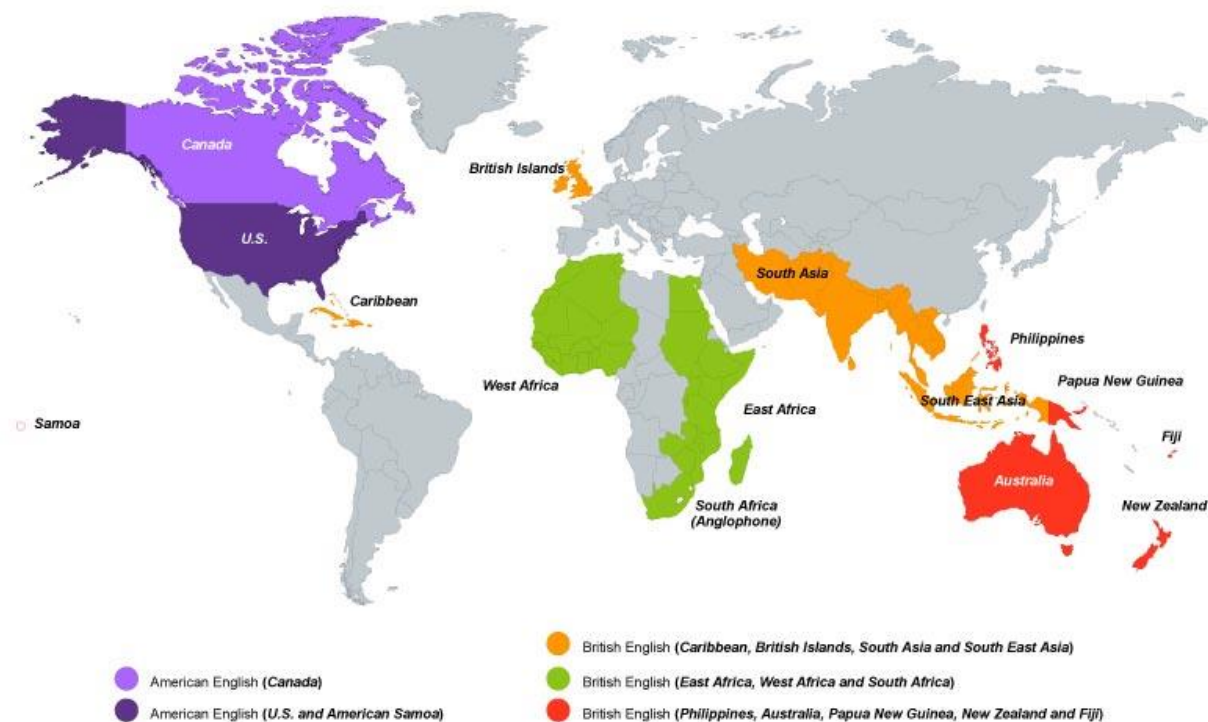 Canada
British Islands
U.S.
South Asia
Caribbean
Philippines
West Africa
Papua New Guinea
East Africa
South East Asia
Samoa
Fiji
Australia
South Africa
(Anglophone)
New Zealand
British English (Caribbean, British Islands, South Asia and South East Asia)
American English (Canada)
British English (East Africa, West Africa and South Africa)
American English (U.S. and American Samoa)
British English (Philippines, Australia, Papua New Guinea, New Zealand and Fiji)